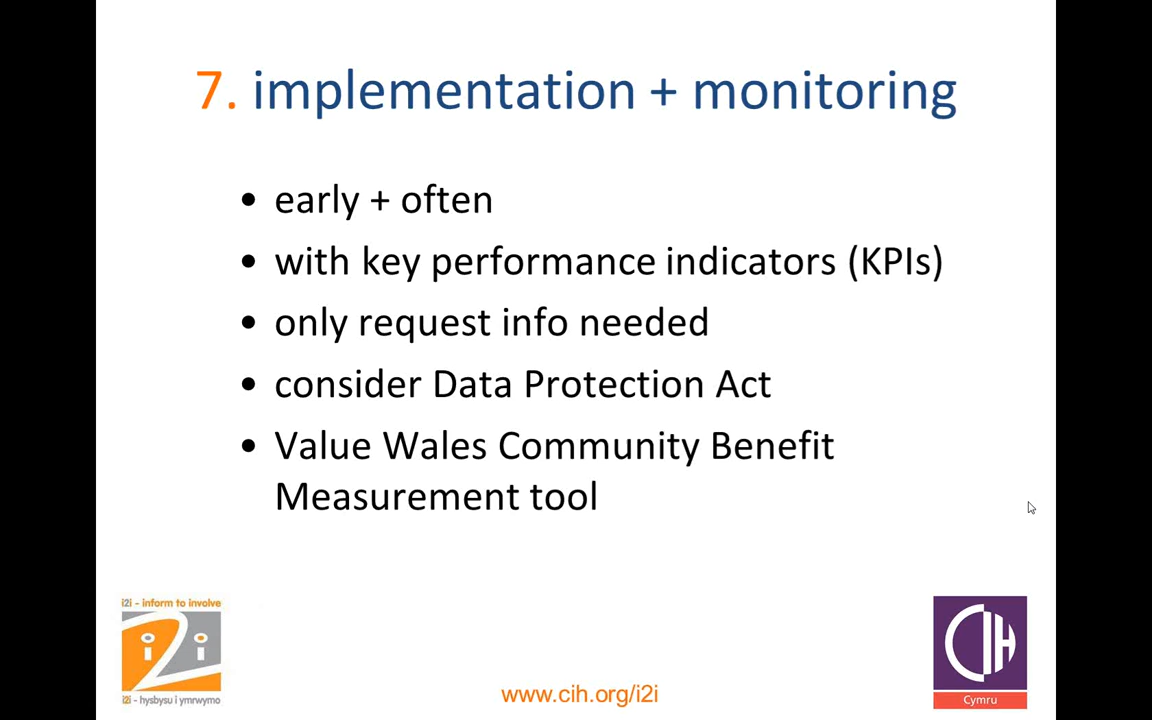 7. implementation + monitoring
• early + often
• with key performance indicators (KPIs)
• only request info needed
• consider Data Protection Act
• Value Wales Community Benefit
Measurement tool
i2i - inform to involve
i2i
i2i - hysbysu i ymrwymo
www.cih.org/i2i
CIH
Cymru